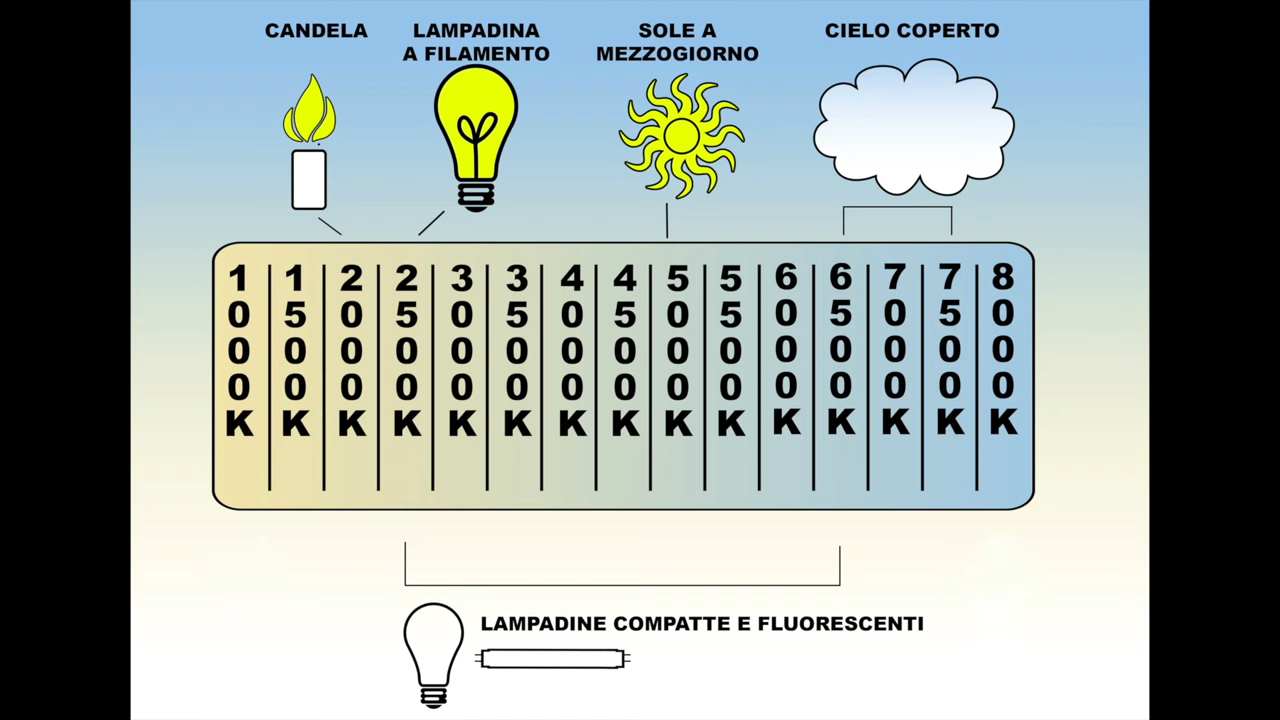 CANDELA
LAMPADINA
A FILAMENTO
SOLE A
MEZZOGIORNO
CIELO COPERTO
1000K
1500K
2000K
2500K
3000K
3500K
4000K
4500K
5000K
5500K
6000K
6500K
7000K
7500K
8000K
LAMPADINE COMPATTE E FLUORESCENTI